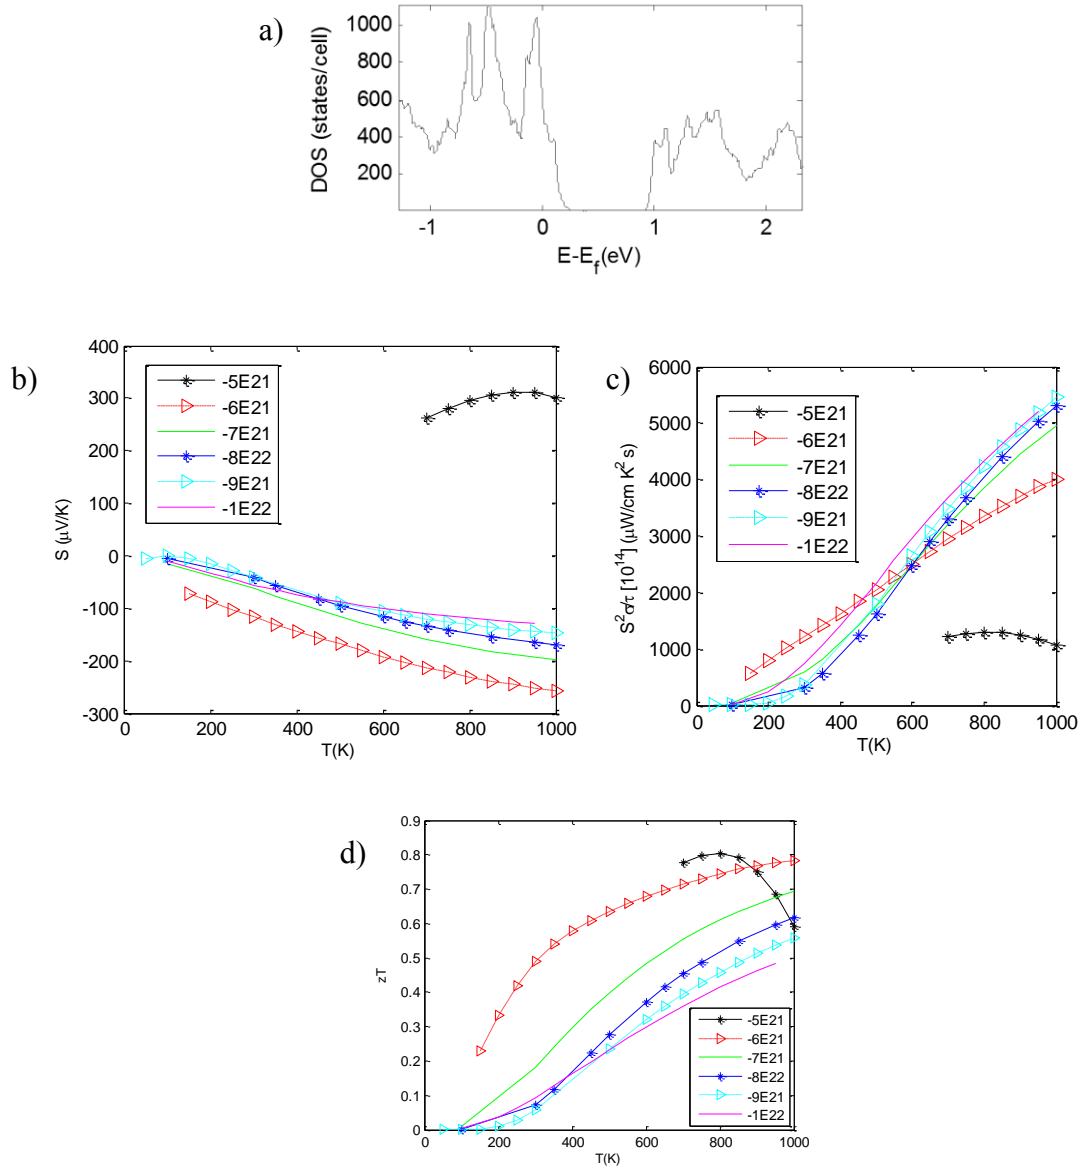 a)
DOS (states/cell)
1000
800
600
400
200
-1 0 1 2
E-E_f(eV)
b)
S (μV/K)
400
300
200
100
0
-100
-200
-300
0 200 400 600 800 1000
T(K)
-5E21
-6E21
-7E21
-8E22
-9E21
-1E22
c)
S²σ/τ [10¹⁴] (μW/cm K² s)
6000
5000
4000
3000
2000
1000
0
0 200 400 600 800 1000
T(K)
-5E21
-6E21
-7E21
-8E22
-9E21
-1E22
d)
zT
0.9
0.8
0.7
0.6
0.5
0.4
0.3
0.2
0.1
0
0 200 400 600 800 1000
T(K)
-5E21
-6E21
-7E21
-8E22
-9E21
-1E22